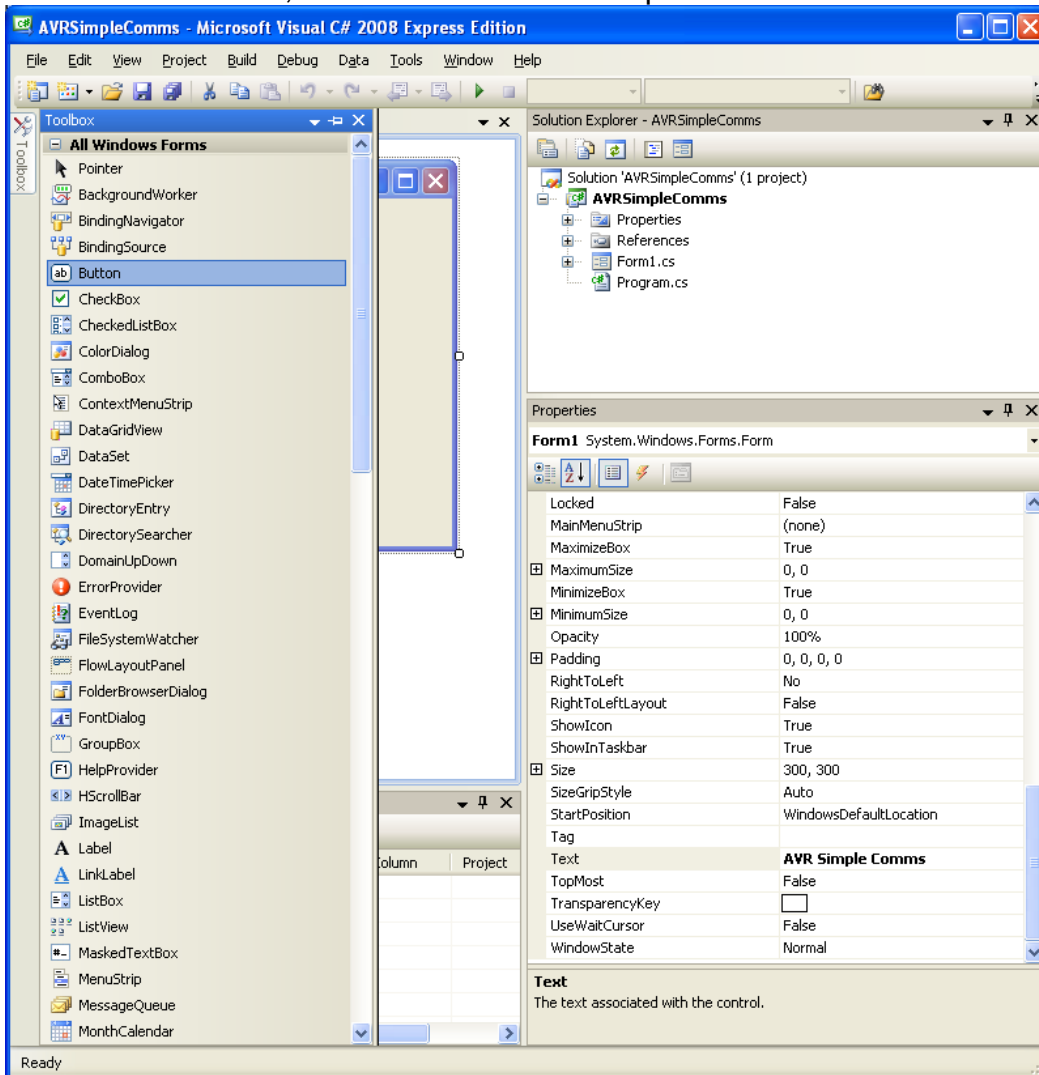 AVRSimpleComms - Microsoft Visual C# 2008 Express Edition
File Edit View Project Build Debug Data Tools Window Help
Toolbox
Toolbox
All Windows Forms
Pointer
BackgroundWorker
BindingNavigator
BindingSource
ab Button
CheckBox
CheckedListBox
ColorDialog
ComboBox
ContextMenuStrip
DataGridView
DataSet
DateTimePicker
DirectoryEntry
DirectorySearcher
DomainUpDown
ErrorProvider
EventLog
FileSystemWatcher
FlowLayoutPanel
FolderBrowserDialog
FontDialog
GroupBox
F1 HelpProvider
HScrollBar
ImageList
A Label
A LinkLabel
ListBox
ListView
MaskedTextBox
MenuStrip
MessageQueue
MonthCalendar
Column Project
Solution Explorer - AVRSimpleComms
Solution 'AVRSimpleComms' (1 project)
AVRSimpleComms
Properties
References
Form1.cs
Program.cs
Properties
Form1 System.Windows.Forms.Form
Locked False
MainMenuStrip (none)
MaximizeBox True
MaximumSize 0, 0
MinimizeBox True
MinimumSize 0, 0
Opacity 100%
Padding 0, 0, 0, 0
RightToLeft No
RightToLeftLayout False
ShowIcon True
ShowInTaskbar True
Size 300, 300
SizeGripStyle Auto
StartPosition WindowsDefaultLocation
Tag
Text AVR Simple Comms
TopMost False
TransparencyKey
UseWaitCursor False
WindowState Normal
Text
The text associated with the control.
Ready